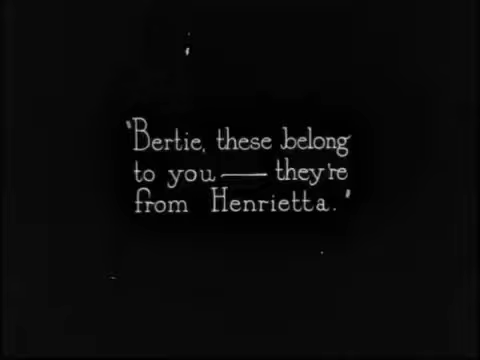 "Bertie, these belong
to you — they're
from Henrietta."